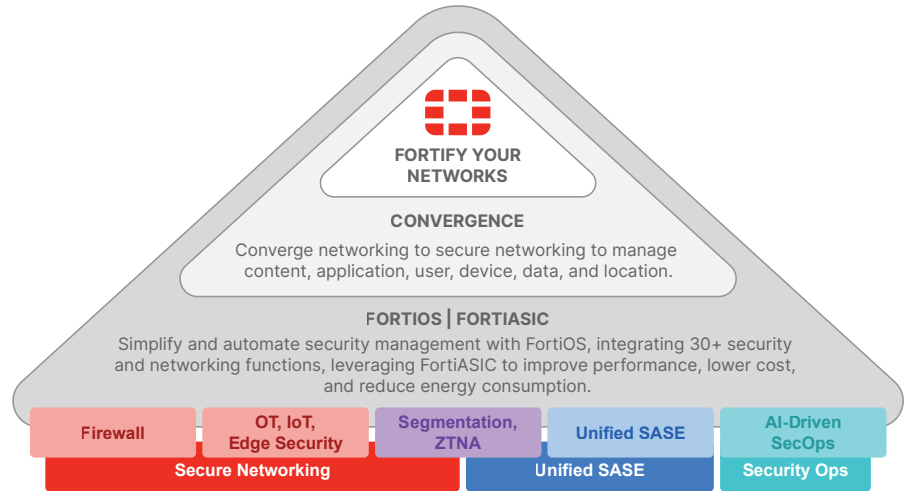 FORTIFY YOUR
NETWORKS
CONVERGENCE
Converge networking to secure networking to manage
content, application, user, device, data, and location.
FORTIOS | FORTIASIC
Simplify and automate security management with FortiOS, integrating 30+ security
and networking functions, leveraging FortiASIC to improve performance, lower cost,
and reduce energy consumption.
Firewall
OT, IoT,
Edge Security
Segmentation,
ZTNA
Unified SASE
AI-Driven
SecOps
Secure Networking
Unified SASE
Security Ops